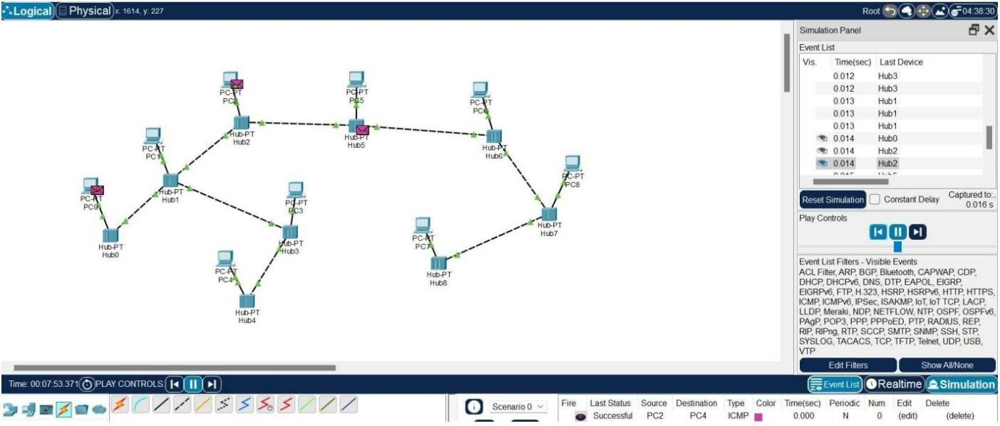 Logical Physical x: 1614, y: 227 Root 04:38:30
Simulation Panel
Event List
Vis. Time(sec) Last Device
0.012 Hub3
0.012 Hub3
0.013 Hub1
0.013 Hub1
0.013 Hub1
0.014 Hub0
0.014 Hub2
0.014 Hub2
Reset Simulation Constant Delay Captured to:
0.016 s
Play Controls
Event List Filters - Visible Events
ACL Filter, ARP, BGP, Bluetooth, CAPWAP, CDP,
DHCP, DHCPv6, DNS, DTP, EAPOL, EIGRP,
EIGRPv6, FTP, H.323, HSRP, HSRPv6, HTTP, HTTPS,
ICMP, ICMPv6, IPSec, ISAKMP, IoT, IoT TCP, LACP,
LLDP, Meraki, NDP, NETFLOW, NTP, OSPF, OSPFv6,
PAgP, POP3, PPP, PPPoED, PTP, RADIUS, REP,
RIP, RIPng, RTP, SCCP, SMTP, SNMP, SSH, STP,
SYSLOG, TACACS, TCP, TFTP, Telnet, UDP, USB,
VTP
Edit Filters Show All/None
PC-PT
PC2
PC-PT
PC5
PC-PT
PC6
Hub-PT
Hub2
Hub-PT
Hub5
Hub-PT
Hub6
PC-PT
PC1
PC-PT
PC8
PC-PT
PC0
Hub-PT
Hub1
PC-PT
PC3
Hub-PT
Hub7
Hub-PT
Hub0
Hub-PT
Hub3
PC-PT
PC7
PC-PT
PC4
Hub-PT
Hub8
Hub-PT
Hub4
Time: 00:07:53.371 PLAY CONTROLS: Event List Realtime Simulation
Scenario 0 Fire Last Status Source Destination Type Color Time(sec) Periodic Num Edit Delete
Successful PC2 PC4 ICMP 0.000 N 0 (edit) (delete)